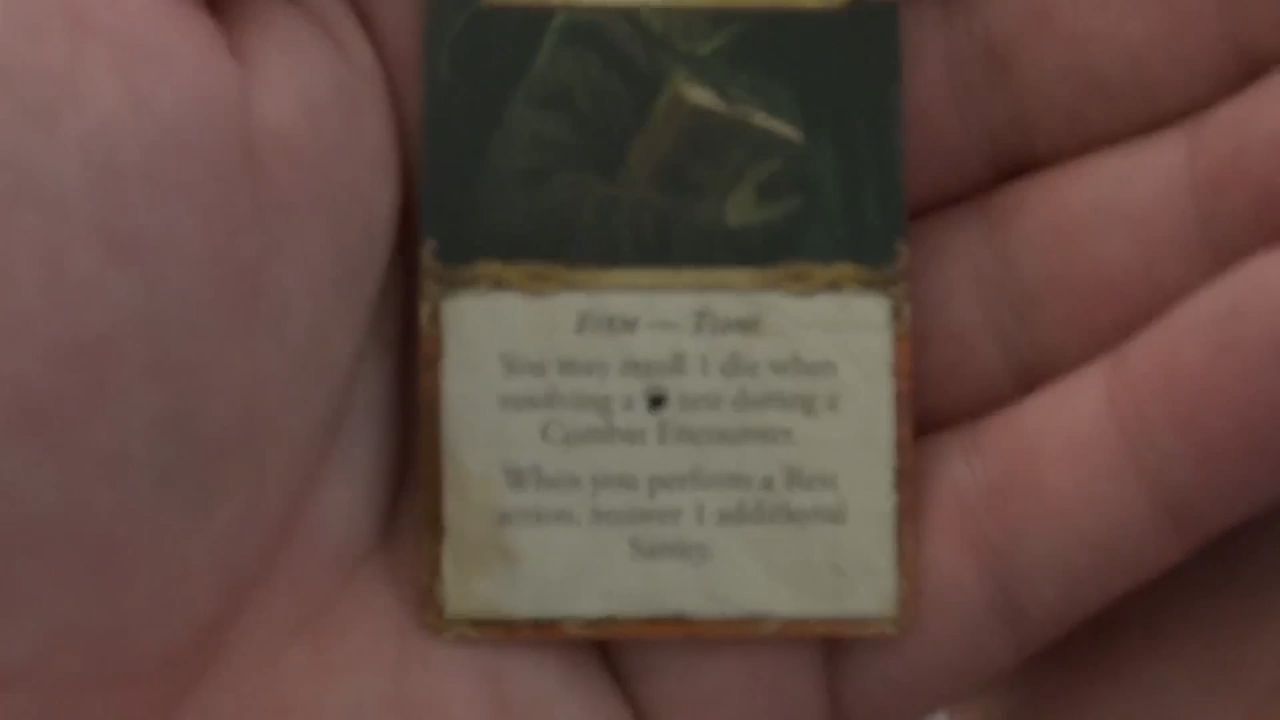 Item — Tome
You may reroll 1 die when
resolving a test during a
Combat Encounter.
When you perform a Rest
action, recover 1 additional
Sanity.